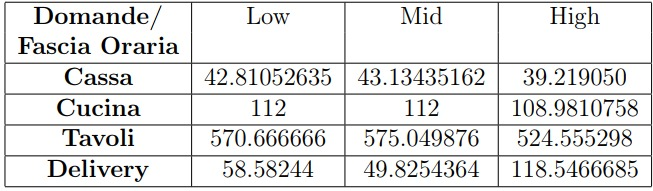 Domande/ Low Mid High
Fascia Oraria
Cassa 42.81052635 43.13435162 39.219050
Cucina 112 112 108.9810758
Tavoli 570.666666 575.049876 524.555298
Delivery 58.58244 49.8254364 118.5466685